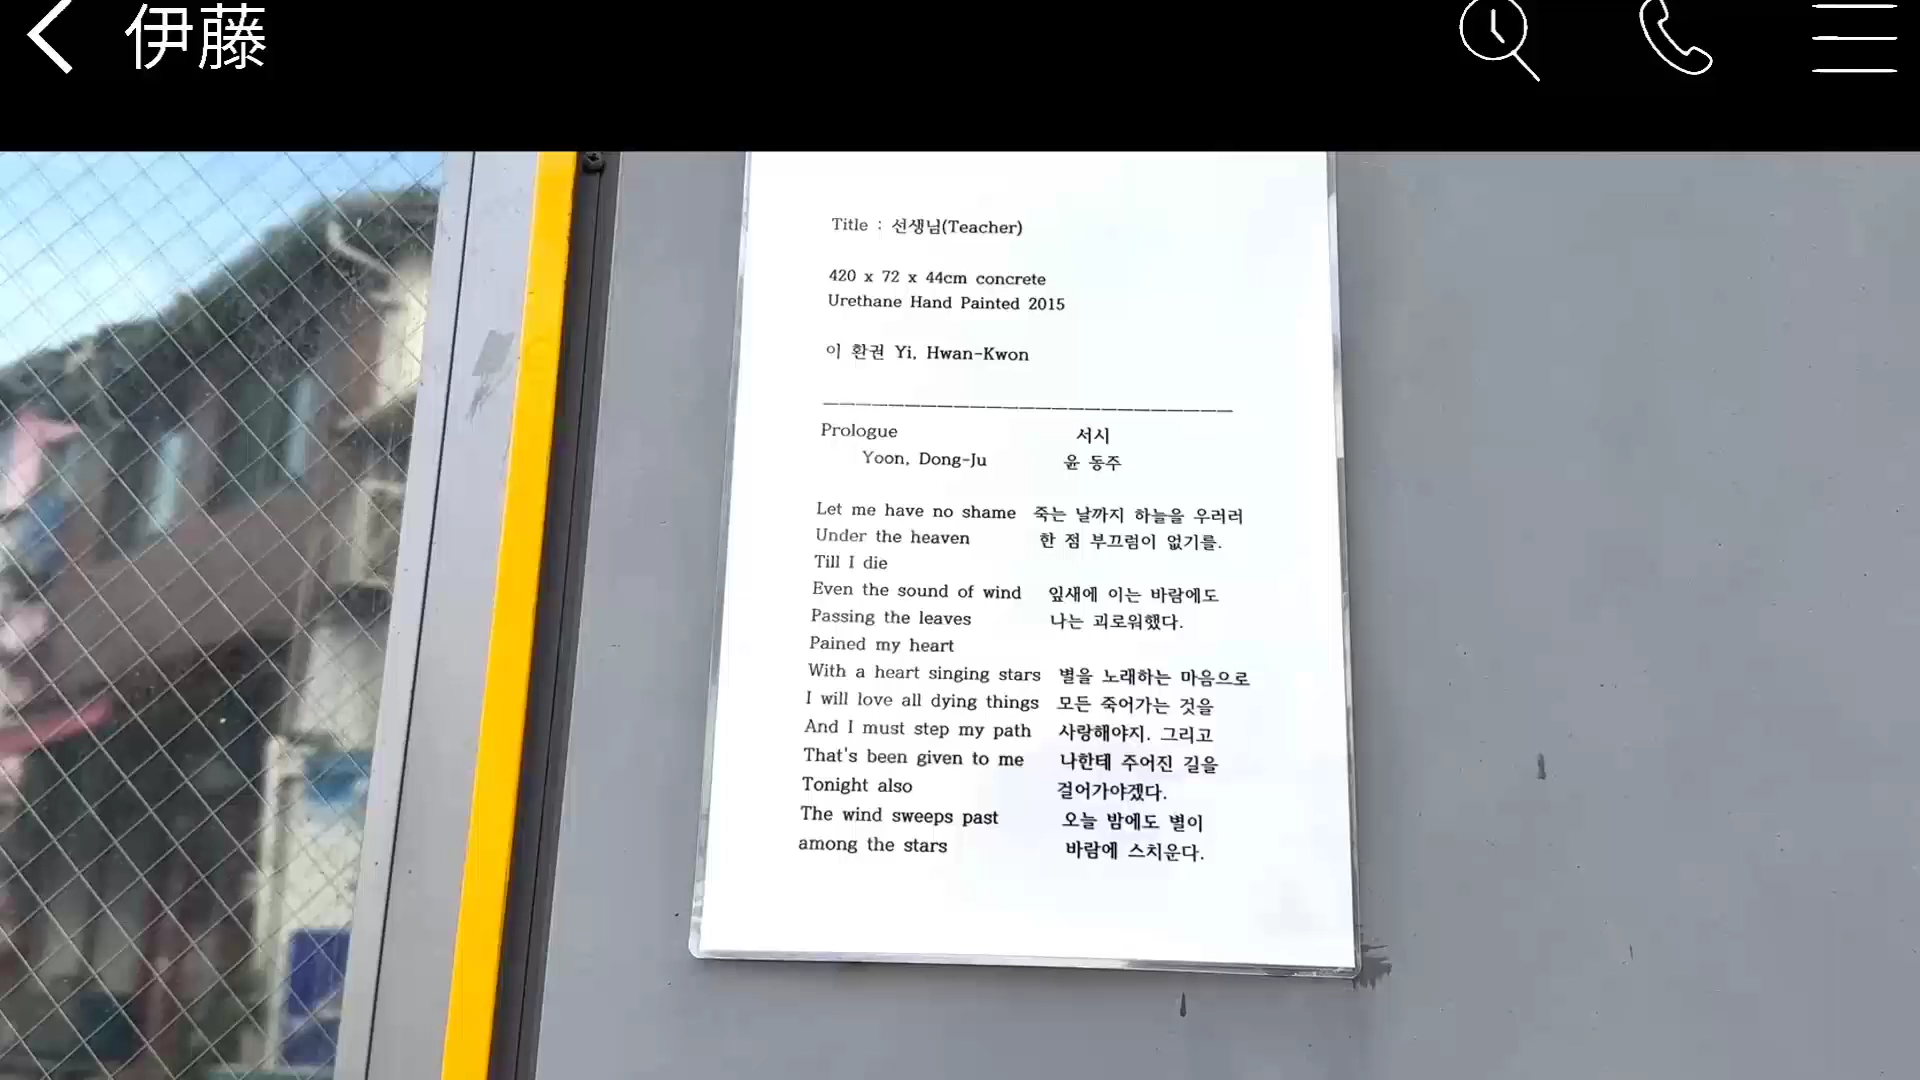 伊藤
Title : 선생님(Teacher)
420 x 72 x 44cm concrete
Urethane Hand Painted 2015
이 환권 Yi, Hwan-Kwon
Prologue 서시
Yoon, Dong-Ju 윤 동주
Let me have no shame 죽는 날까지 하늘을 우러러
Under the heaven 한 점 부끄럼이 없기를.
Till I die
Even the sound of wind 잎새에 이는 바람에도
Passing the leaves 나는 괴로워했다.
Pained my heart
With a heart singing stars 별을 노래하는 마음으로
I will love all dying things 모든 죽어가는 것을
And I must step my path 사랑해야지. 그리고
That's been given to me 나한테 주어진 길을
Tonight also 걸어가야겠다.
The wind sweeps past 오늘 밤에도 별이
among the stars 바람에 스치운다.